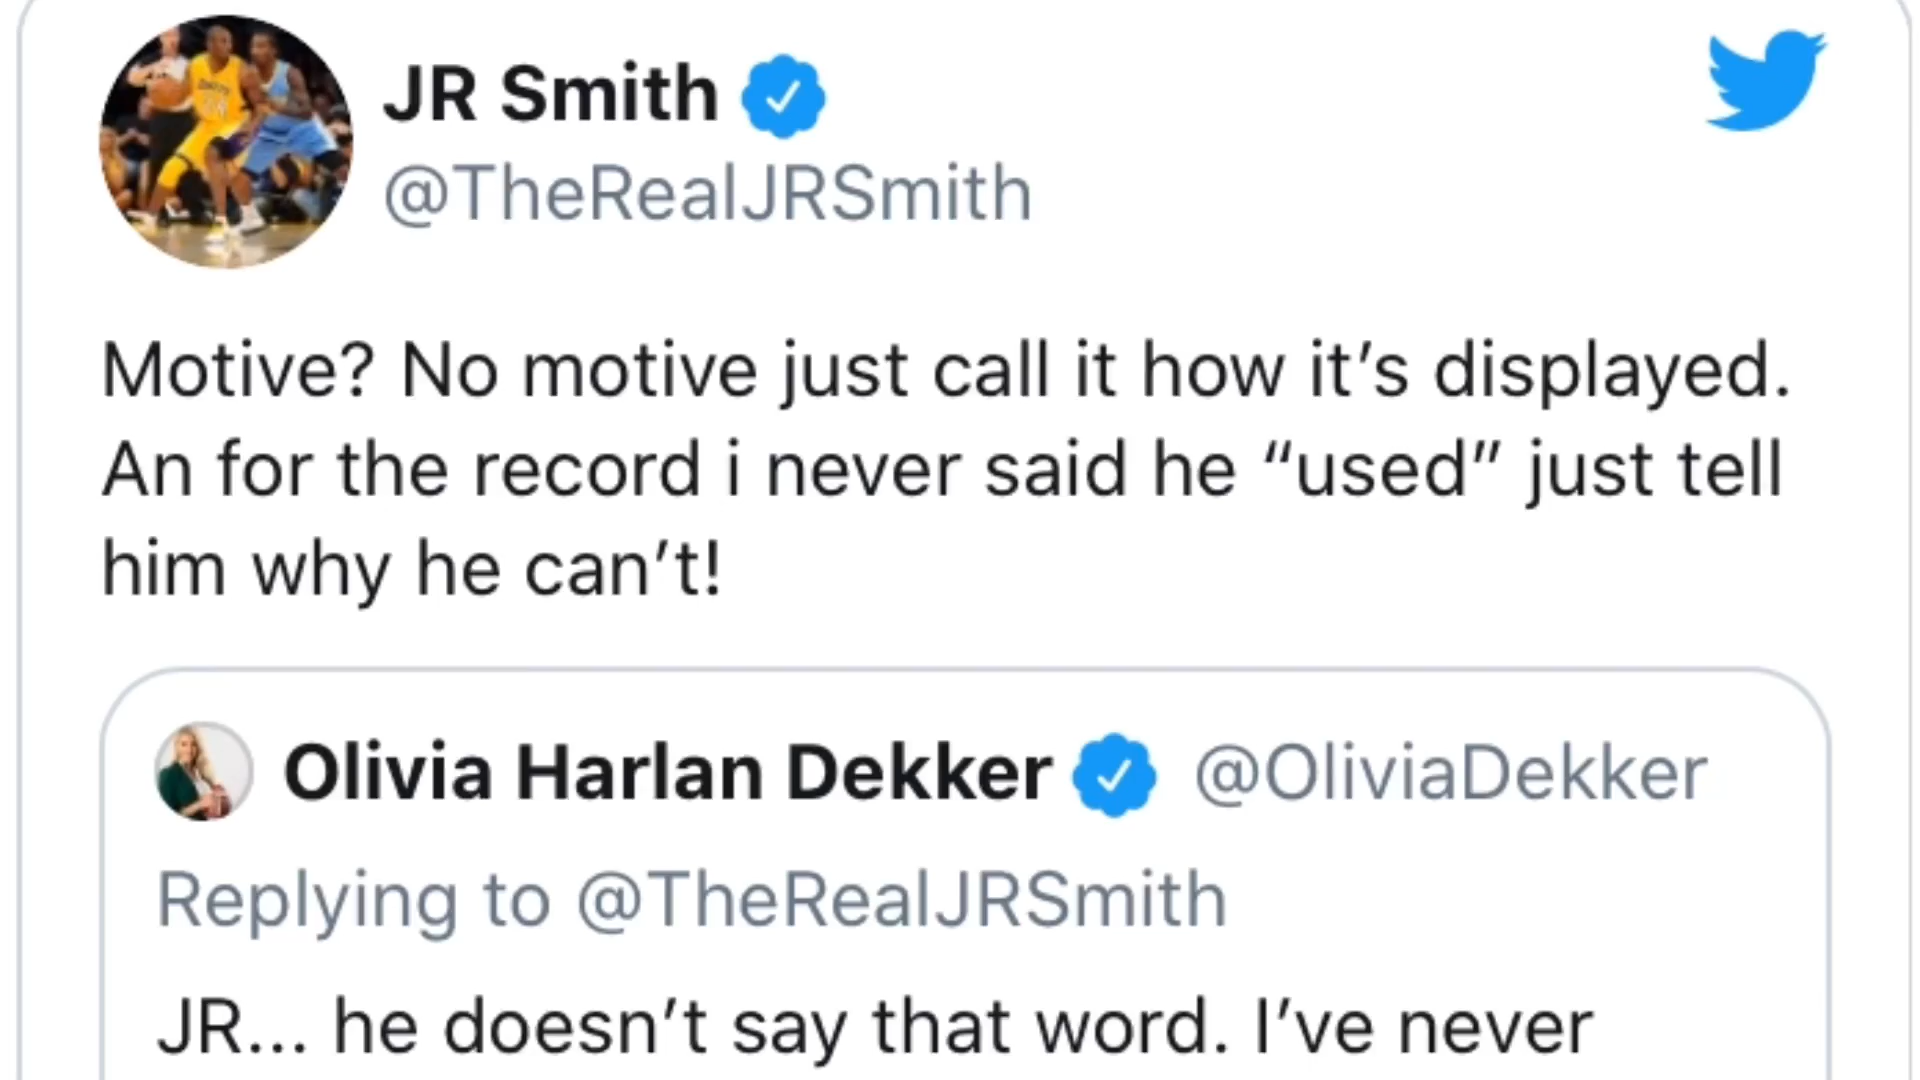 JR Smith
@TheRealJRSmith
Motive? No motive just call it how it’s displayed.
An for the record i never said he “used” just tell
him why he can’t!
Olivia Harlan Dekker @OliviaDekker
Replying to @TheRealJRSmith
JR... he doesn’t say that word. I’ve never